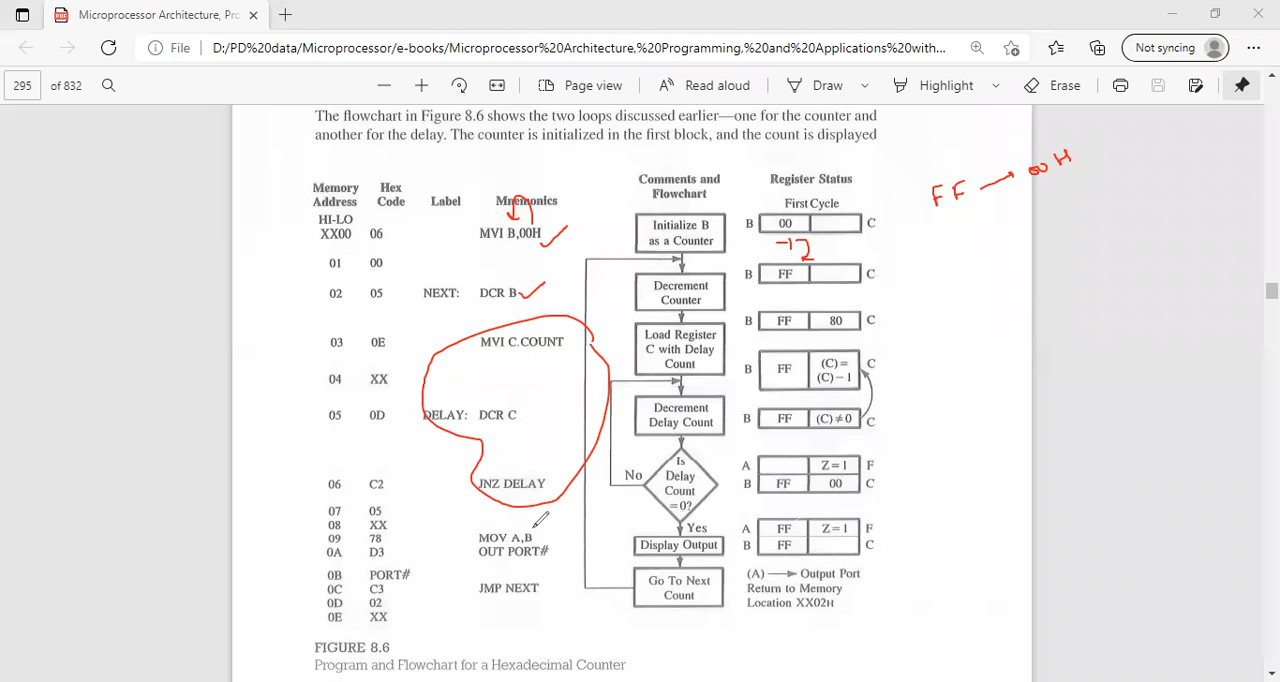 Microprocessor Architecture, Pro
File D:/PD%20data/Microprocessor/e-books/Microprocessor%20Architecture,%20Programming,%20and%20Applications%20with... Not syncing
295 of 832 Page view Read aloud Draw Highlight Erase
The flowchart in Figure 8.6 shows the two loops discussed earlier—one for the counter and
another for the delay. The counter is initialized in the first block, and the count is displayed
FF → 00H
Memory Address Hex Code Label Mnemonics Comments and Flowchart Register Status
HI-LO First Cycle
XX00 06 MVI B,00H Initialize B as a Counter B 00 C
-1
01 00
B FF C
02 05 NEXT: DCR B Decrement Counter
B FF 80 C
03 0E MVI C.COUNT Load Register C with Delay Count
B FF (C)= (C)−1 C
04 XX
05 0D DELAY: DCR C Decrement Delay Count B FF (C)≠0 C
A Z=1 F
06 C2 JNZ DELAY No Is Delay Count =0? B FF 00 C
07 05
08 XX Yes A FF Z=1 F
09 78 MOV A,B Display Output B FF C
0A D3 OUT PORT#
0B PORT# Go To Next Count (A) → Output Port
0C C3 JMP NEXT Return to Memory
0D 02 Location XX02H
0E XX
FIGURE 8.6
Program and Flowchart for a Hexadecimal Counter